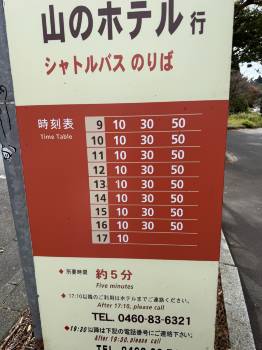 山のホテル 行
シャトルバス のりば
時刻表
Time Table
9 10 30 50
10 10 30 50
11 10 30 50
12 10 30 50
13 10 30 50
14 10 30 50
15 10 30 50
16 10 30 50
17 10
◆ 所要時間 約５分
Five minutes
◆ 17:10以降のご利用はホテルまでご連絡ください。
After 17:10, please call
TEL. 0460-83-6321
◆19:30以降は下記の電話番号にご連絡下さい。
After 19:30, please call